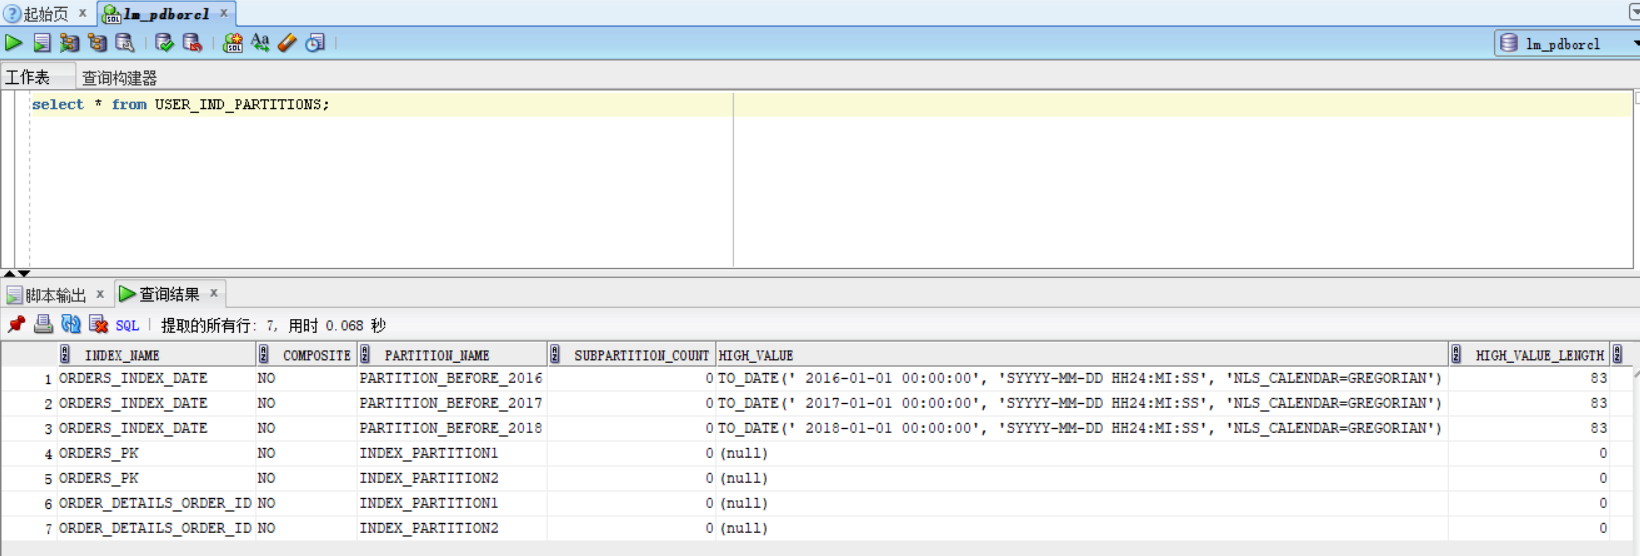 起始页 x lm_pdborcl x
lm_pdborcl
工作表 查询构建器
select * from USER_IND_PARTITIONS;
脚本输出 x 查询结果 x
SQL | 提取的所有行: 7, 用时 0.068 秒
INDEX_NAME COMPOSITE PARTITION_NAME SUBPARTITION_COUNT HIGH_VALUE HIGH_VALUE_LENGTH
1 ORDERS_INDEX_DATE NO PARTITION_BEFORE_2016 0 TO_DATE(' 2016-01-01 00:00:00', 'SYYYY-MM-DD HH24:MI:SS', 'NLS_CALENDAR=GREGORIAN') 83
2 ORDERS_INDEX_DATE NO PARTITION_BEFORE_2017 0 TO_DATE(' 2017-01-01 00:00:00', 'SYYYY-MM-DD HH24:MI:SS', 'NLS_CALENDAR=GREGORIAN') 83
3 ORDERS_INDEX_DATE NO PARTITION_BEFORE_2018 0 TO_DATE(' 2018-01-01 00:00:00', 'SYYYY-MM-DD HH24:MI:SS', 'NLS_CALENDAR=GREGORIAN') 83
4 ORDERS_PK NO INDEX_PARTITION1 0 (null) 0
5 ORDERS_PK NO INDEX_PARTITION2 0 (null) 0
6 ORDER_DETAILS_ORDER_ID NO INDEX_PARTITION1 0 (null) 0
7 ORDER_DETAILS_ORDER_ID NO INDEX_PARTITION2 0 (null) 0